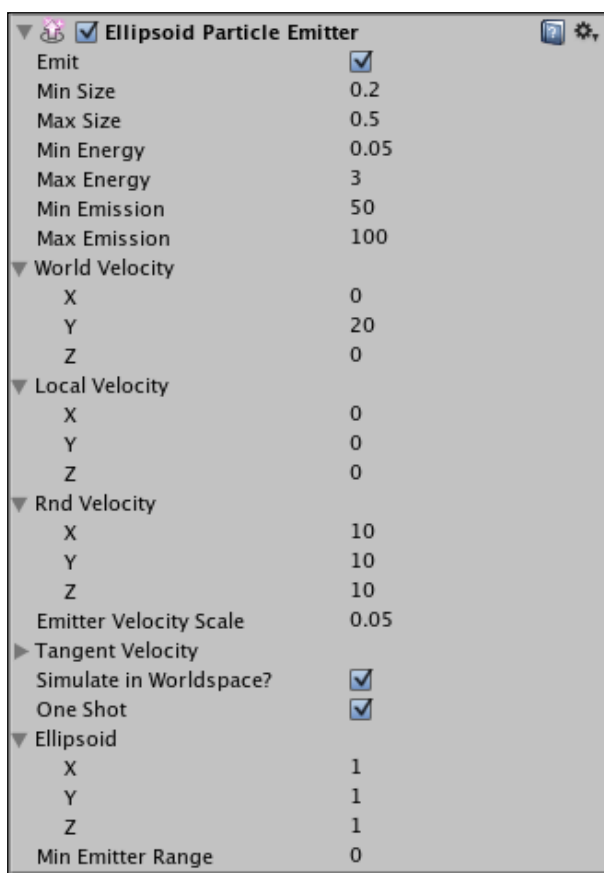 Ellipsoid Particle Emitter
Emit
Min Size 0.2
Max Size 0.5
Min Energy 0.05
Max Energy 3
Min Emission 50
Max Emission 100
World Velocity
X 0
Y 20
Z 0
Local Velocity
X 0
Y 0
Z 0
Rnd Velocity
X 10
Y 10
Z 10
Emitter Velocity Scale 0.05
Tangent Velocity
Simulate in Worldspace?
One Shot
Ellipsoid
X 1
Y 1
Z 1
Min Emitter Range 0